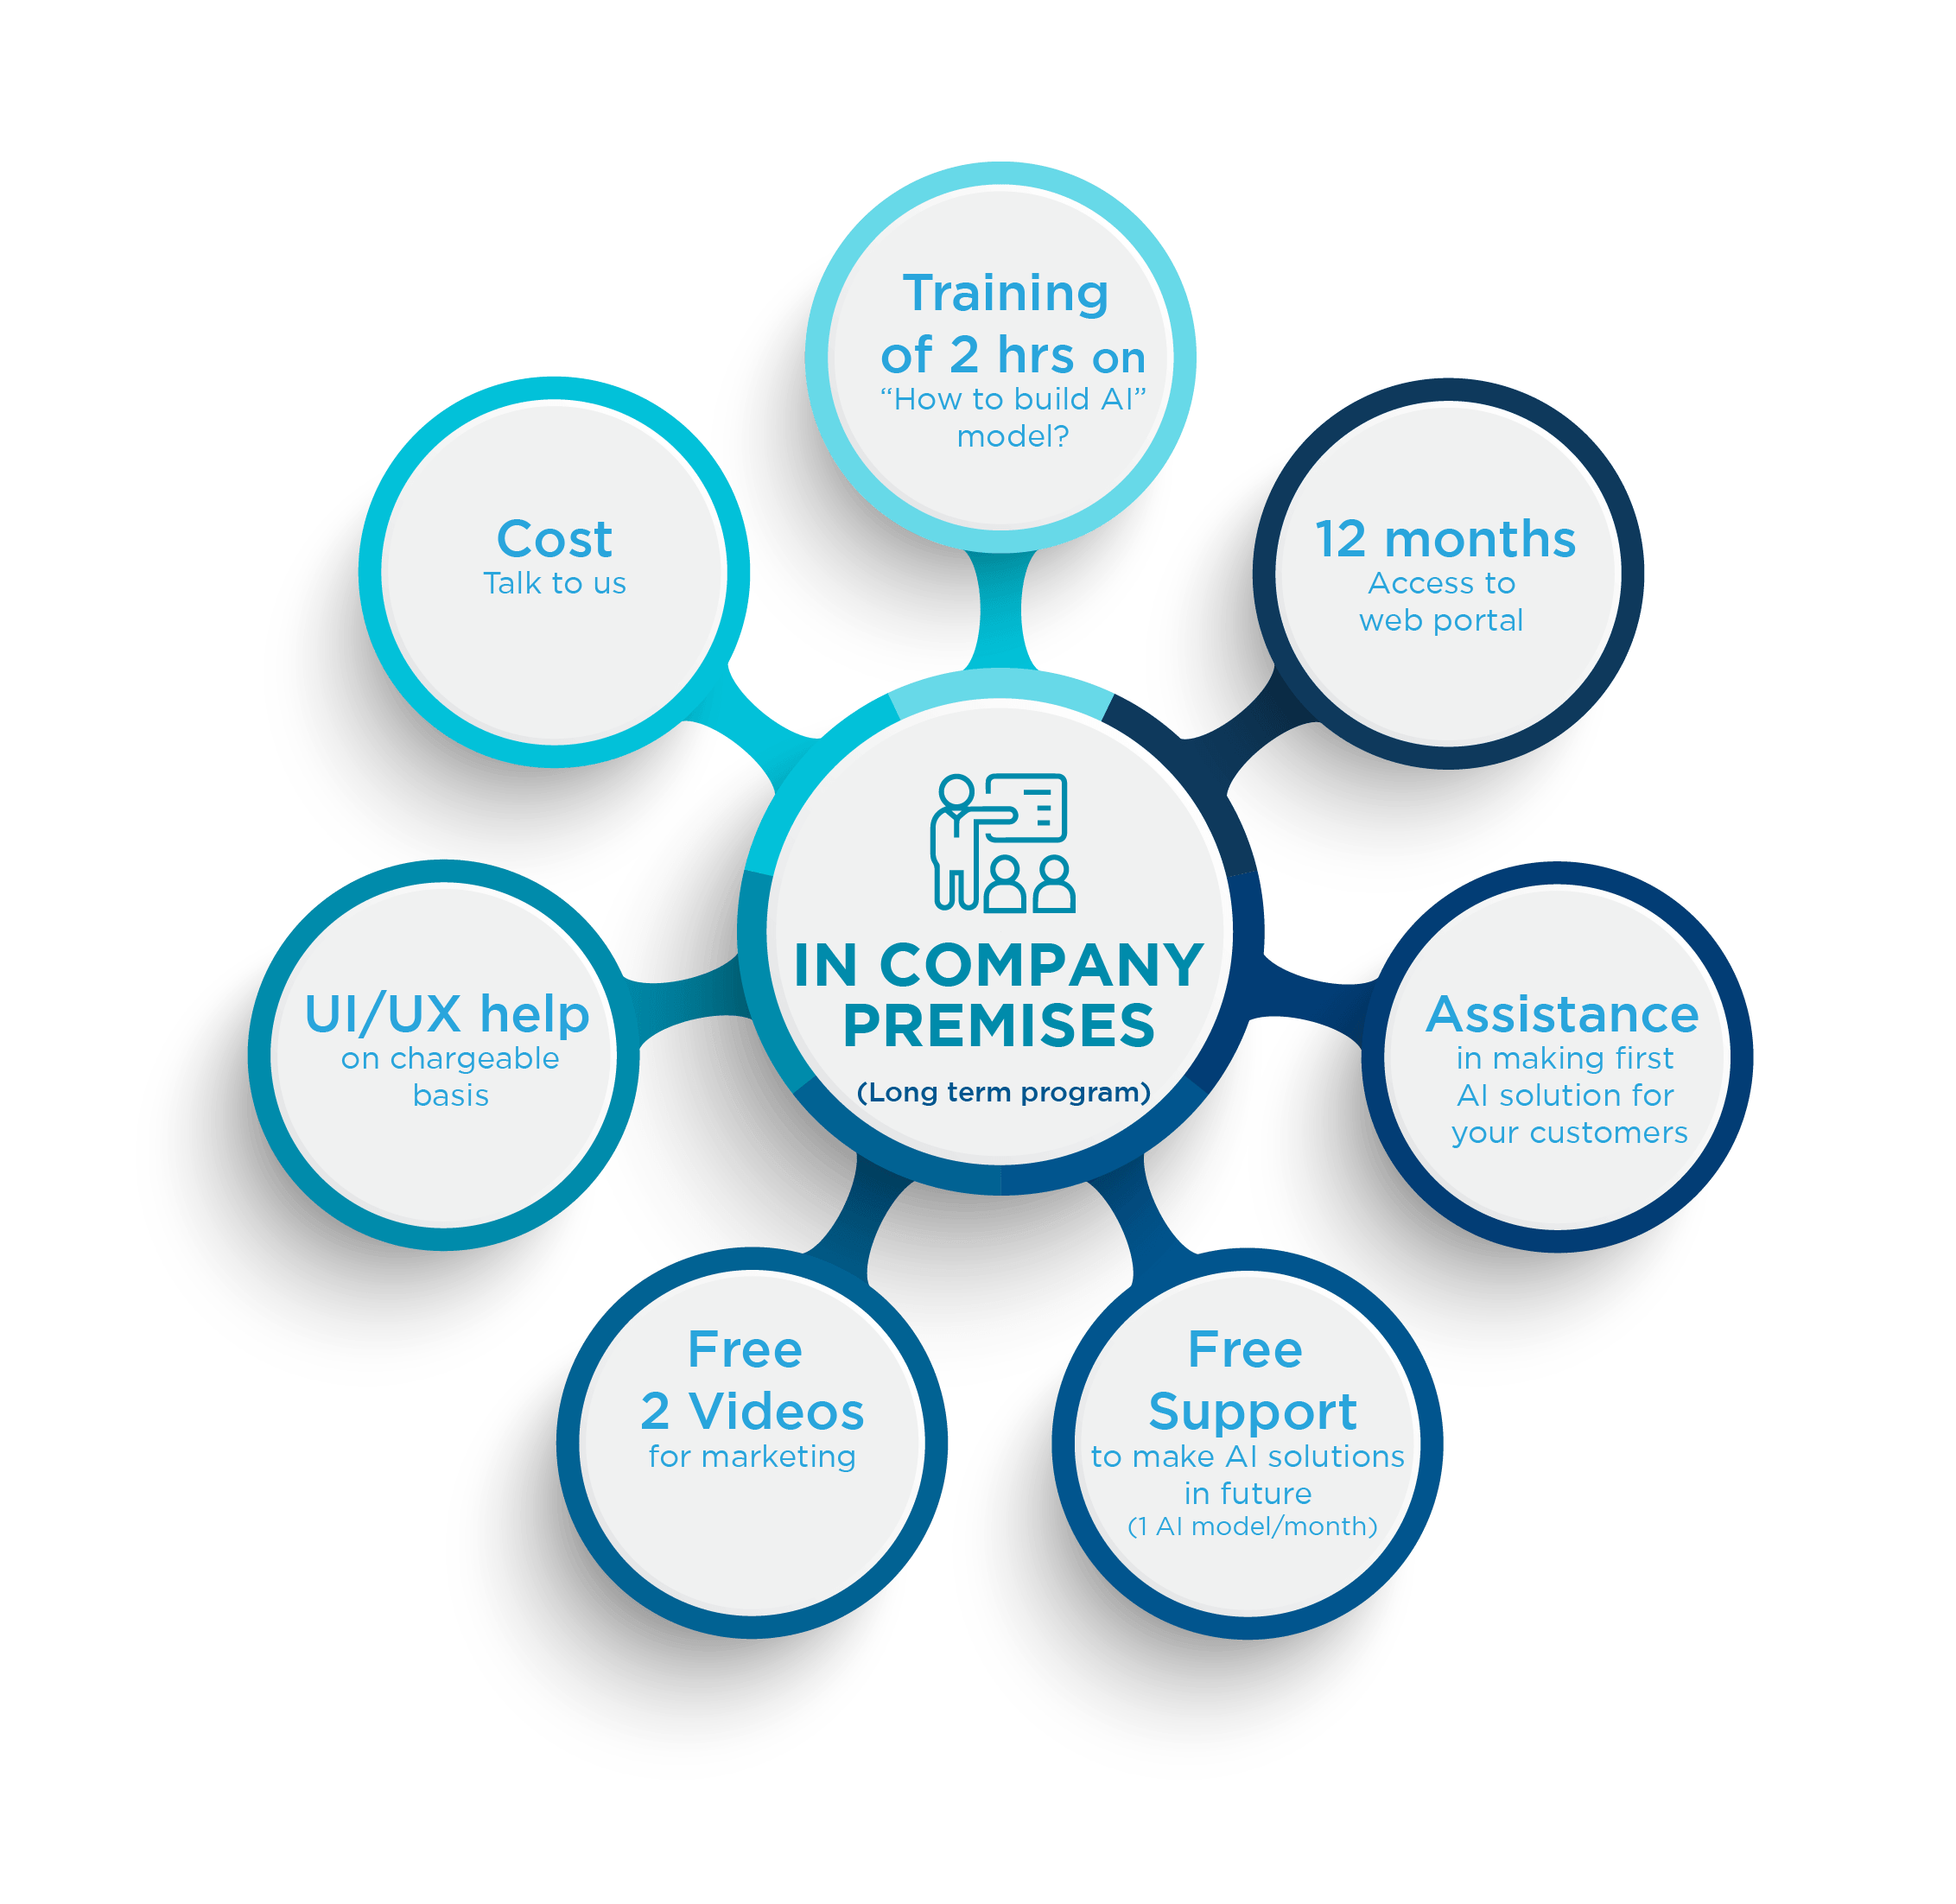 Training
of 2 hrs on
“How to build AI”
model?
12 months
Access to
web portal
Assistance
in making first
AI solution for
your customers
Free
Support
to make AI solutions
in future
(1 AI model/month)
Free
2 Videos
for marketing
UI/UX help
on chargeable
basis
Cost
Talk to us
IN COMPANY
PREMISES
(Long term program)